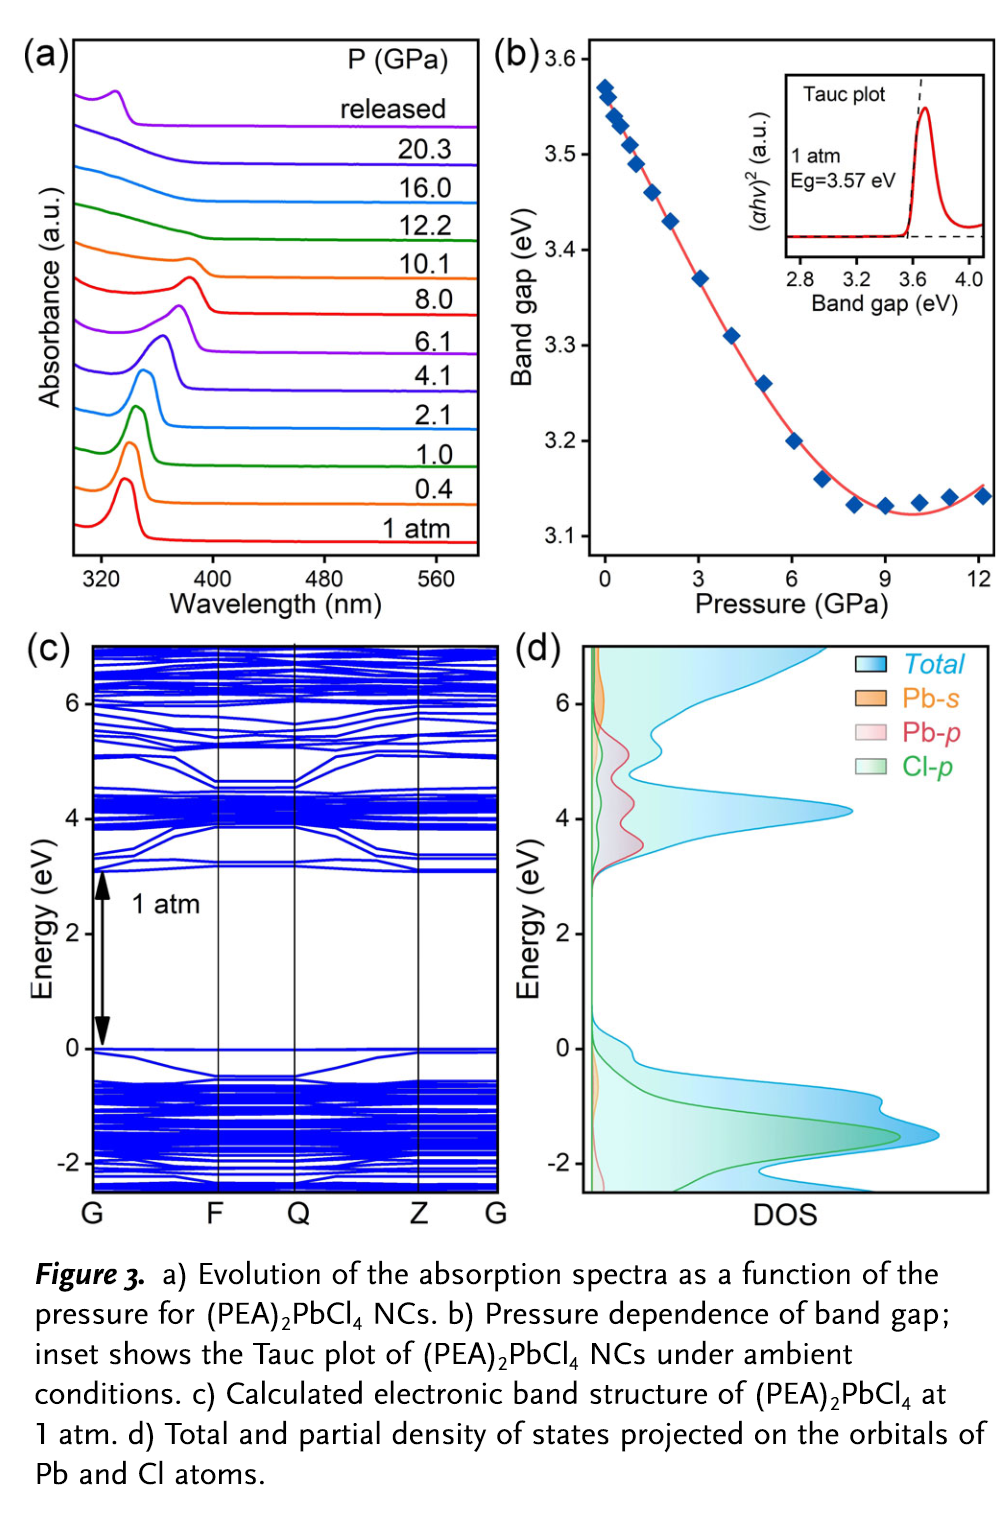 (a)
P (GPa)
released
20.3
16.0
12.2
10.1
8.0
6.1
4.1
2.1
1.0
0.4
1 atm
Absorbance (a.u.)
320 400 480 560
Wavelength (nm)
(b)
3.6
3.5
3.4
3.3
3.2
3.1
Band gap (eV)
0 3 6 9 12
Pressure (GPa)
Tauc plot
1 atm
Eg=3.57 eV
(αhν)² (a.u.)
2.8 3.2 3.6 4.0
Band gap (eV)
(c)
6
4
2
0
-2
Energy (eV)
1 atm
G F Q Z G
(d)
6
4
2
0
-2
Energy (eV)
Total
Pb-s
Pb-p
Cl-p
DOS
Figure 3. a) Evolution of the absorption spectra as a function of the
pressure for (PEA)₂PbCl₄ NCs. b) Pressure dependence of band gap;
inset shows the Tauc plot of (PEA)₂PbCl₄ NCs under ambient
conditions. c) Calculated electronic band structure of (PEA)₂PbCl₄ at
1 atm. d) Total and partial density of states projected on the orbitals of
Pb and Cl atoms.